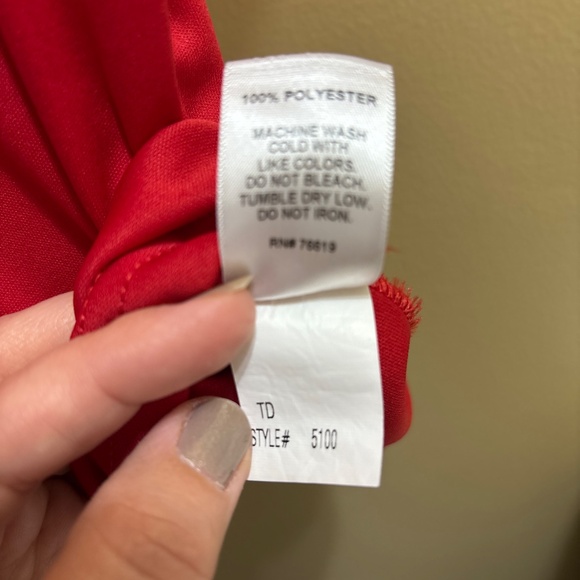 100% POLYESTER
MACHINE WASH
COLD WITH
LIKE COLORS.
DO NOT BLEACH.
TUMBLE DRY LOW.
DO NOT IRON.
RN# 76619
TD
STYLE# 5100